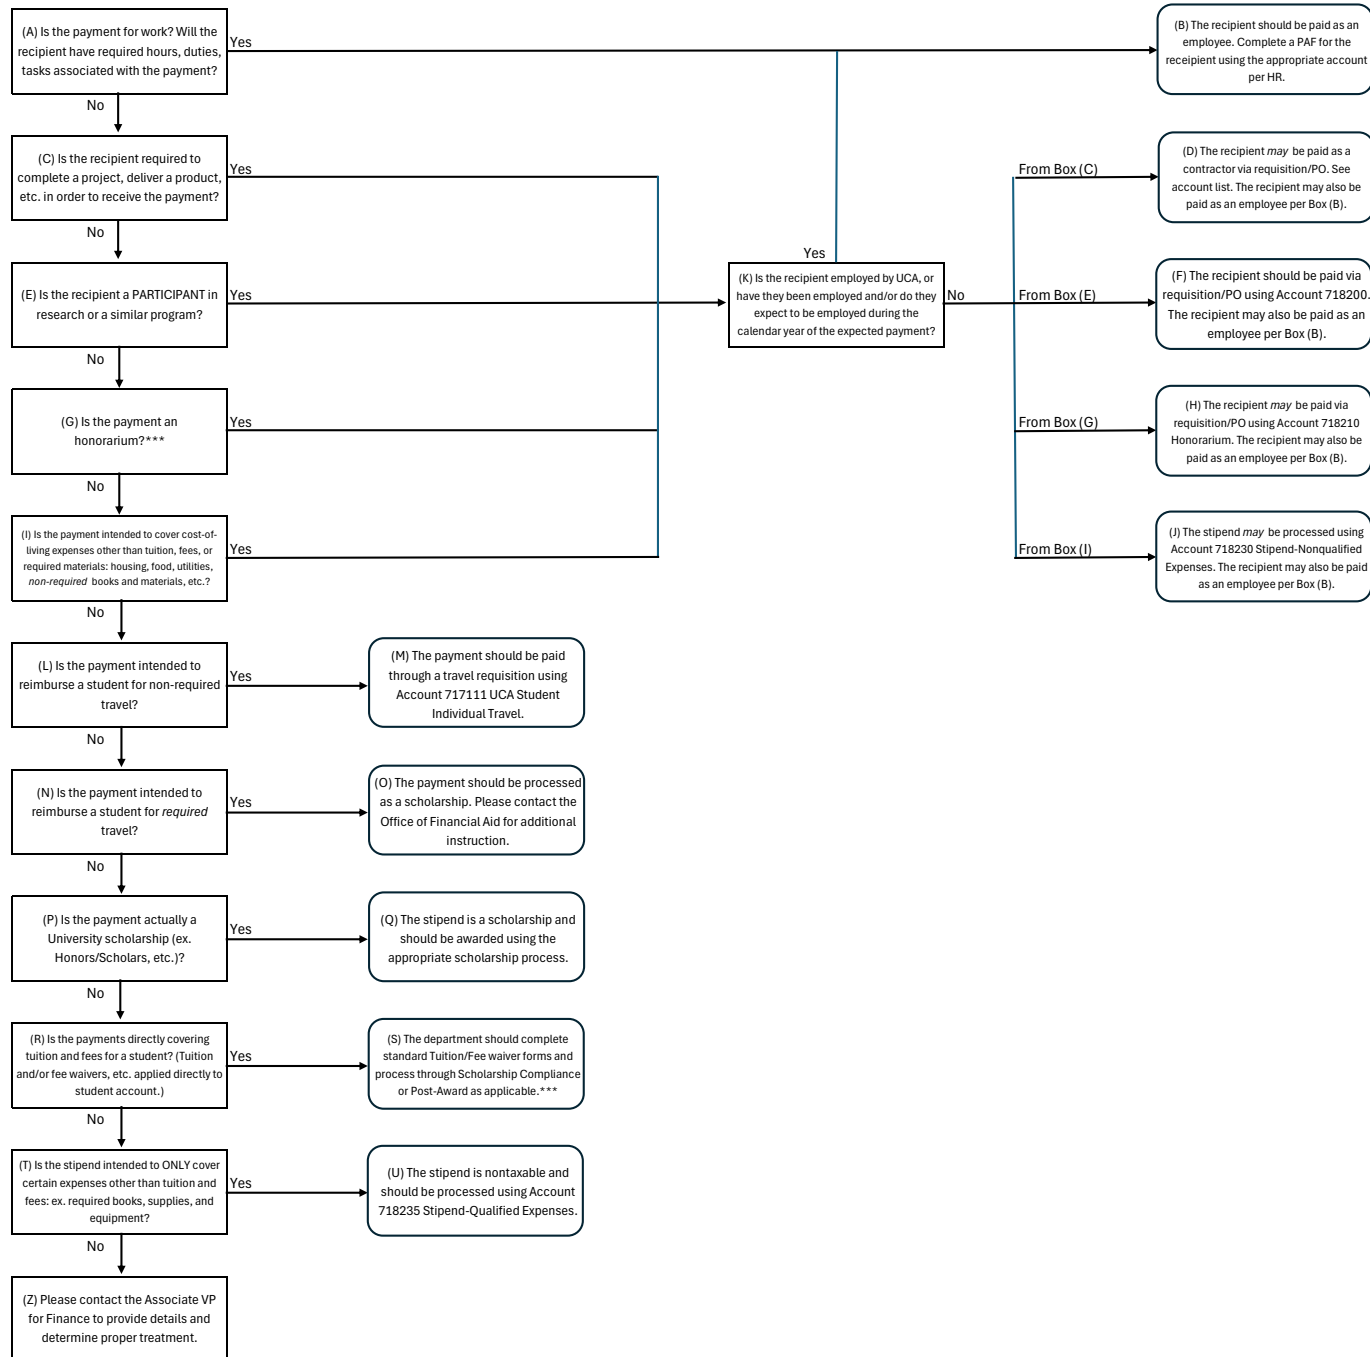 (A) Is the payment for work? Will the
recipient have required hours, duties,
tasks associated with the payment?
Yes
(B) The recipient should be paid as an
employee. Complete a PAF for the
receipient using the appropriate account
per HR.
No
(C) Is the recipient required to
complete a project, deliver a product,
etc. in order to receive the payment?
Yes
From Box (C)
(D) The recipient may be paid as a
contractor via requisition/PO. See
account list. The recipient may also be
paid as an employee per Box (B).
No
Yes
(E) Is the recipient a PARTICIPANT in
research or a similar program?
Yes
(K) Is the recipient employed by UCA, or
have they been employed and/or do they
expect to be employed during the
calendar year of the expected payment?
No
From Box (E)
(F) The recipient should be paid via
requisition/PO using Account 718200.
The recipient may also be paid as an
employee per Box (B).
No
(G) Is the payment an
honorarium?***
Yes
From Box (G)
(H) The recipient may be paid via
requisition/PO using Account 718210
Honorarium. The recipient may also be
paid as an employee per Box (B).
No
(I) Is the payment intended to cover cost-of-
living expenses other than tuition, fees, or
required materials: housing, food, utilities,
non-required books and materials, etc.?
Yes
From Box (I)
(J) The stipend may be processed using
Account 718230 Stipend-Nonqualified
Expenses. The recipient may also be paid
as an employee per Box (B).
No
(L) Is the payment intended to
reimburse a student for non-required
travel?
Yes
(M) The payment should be paid
through a travel requisition using
Account 717111 UCA Student
Individual Travel.
No
(N) Is the payment intended to
reimburse a student for required
travel?
Yes
(O) The payment should be processed
as a scholarship. Please contact the
Office of Financial Aid for additional
instruction.
No
(P) Is the payment actually a
University scholarship (ex.
Honors/Scholars, etc.)?
Yes
(Q) The stipend is a scholarship and
should be awarded using the
appropriate scholarship process.
No
(R) Is the payments directly covering
tuition and fees for a student? (Tuition
and/or fee waivers, etc. applied directly to
student account.)
Yes
(S) The department should complete
standard Tuition/Fee waiver forms and
process through Scholarship Compliance
or Post-Award as applicable.***
No
(T) Is the stipend intended to ONLY cover
certain expenses other than tuition and
fees: ex. required books, supplies, and
equipment?
Yes
(U) The stipend is nontaxable and
should be processed using Account
718235 Stipend-Qualified Expenses.
No
(Z) Please contact the Associate VP
for Finance to provide details and
determine proper treatment.